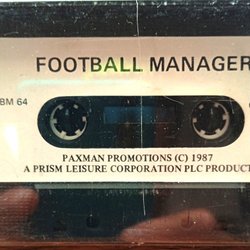 FOOTBALL MANAGER
BM 64
PAXMAN PROMOTIONS (C) 1987
A PRISM LEISURE CORPORATION PLC PRODUCT